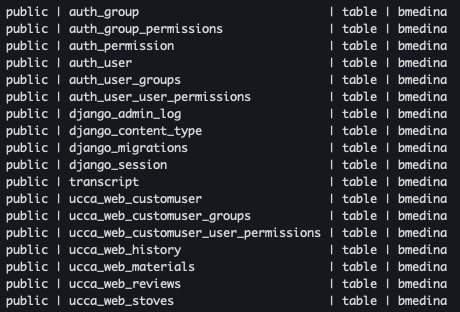 public | auth_group | table | bmedina
public | auth_group_permissions | table | bmedina
public | auth_permission | table | bmedina
public | auth_user | table | bmedina
public | auth_user_groups | table | bmedina
public | auth_user_user_permissions | table | bmedina
public | django_admin_log | table | bmedina
public | django_content_type | table | bmedina
public | django_migrations | table | bmedina
public | django_session | table | bmedina
public | transcript | table | bmedina
public | ucca_web_customuser | table | bmedina
public | ucca_web_customuser_groups | table | bmedina
public | ucca_web_customuser_user_permissions | table | bmedina
public | ucca_web_history | table | bmedina
public | ucca_web_materials | table | bmedina
public | ucca_web_reviews | table | bmedina
public | ucca_web_stoves | table | bmedina